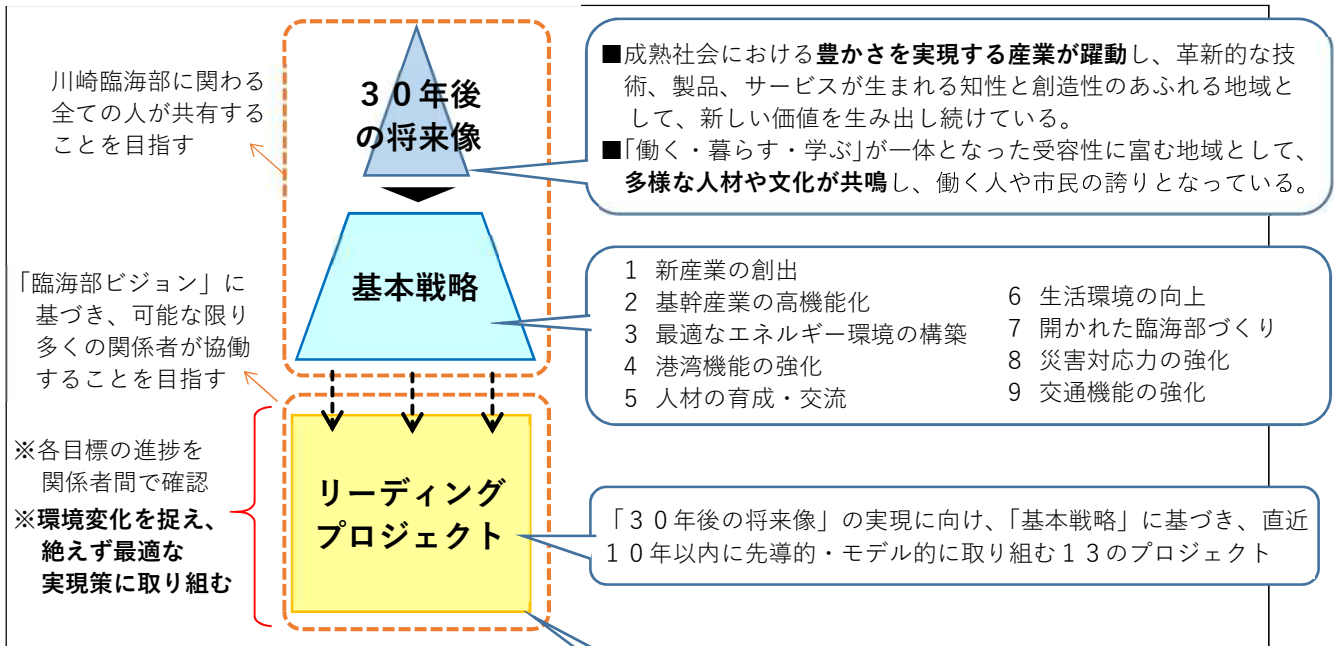 川崎臨海部に関わる
全ての人が共有する
ことを目指す
３０年後
の将来像
■成熟社会における豊かさを実現する産業が躍動し、革新的な技
術、製品、サービスが生まれる知性と創造性のあふれる地域と
して、新しい価値を生み出し続けている。
■「働く・暮らす・学ぶ」が一体となった受容性に富む地域として、
多様な人材や文化が共鳴し、働く人や市民の誇りとなっている。
「臨海部ビジョン」に
基づき、可能な限り
多くの関係者が協働
することを目指す
基本戦略
1 新産業の創出
2 基幹産業の高機能化
3 最適なエネルギー環境の構築
4 港湾機能の強化
5 人材の育成・交流
6 生活環境の向上
7 開かれた臨海部づくり
8 災害対応力の強化
9 交通機能の強化
※各目標の進捗を
関係者間で確認
※環境変化を捉え、
絶えず最適な
実現策に取り組む
リーディング
プロジェクト
「３０年後の将来像」の実現に向け、「基本戦略」に基づき、直近
１０年以内に先導的・モデル的に取り組む１３のプロジェクト